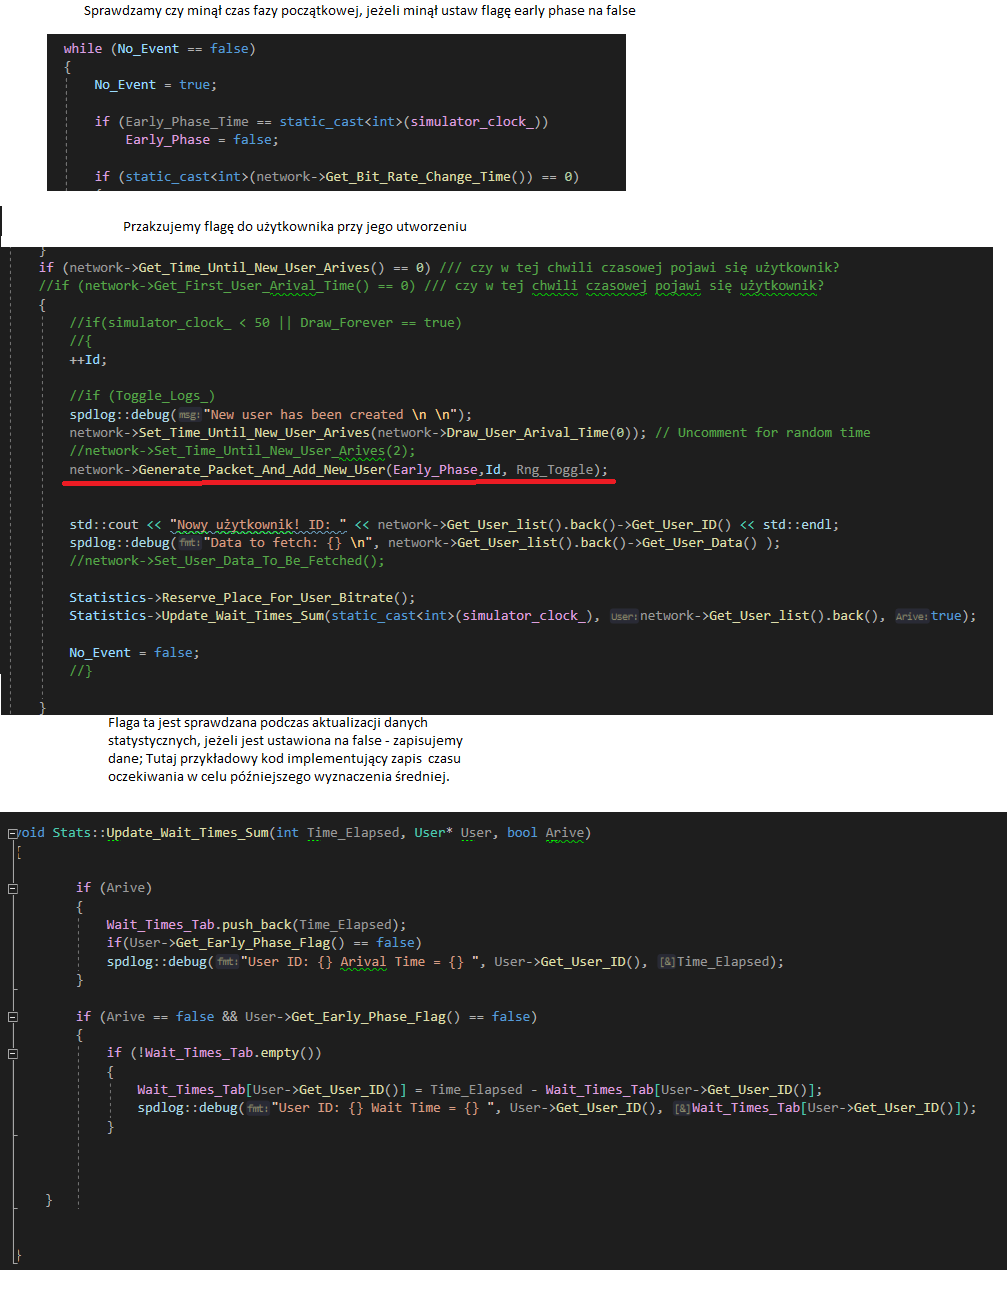 Sprawdzamy czy minął czas fazy początkowej, jeżeli minął ustaw flagę early phase na false
while (No_Event == false)
{
No_Event = true;
if (Early_Phase_Time == static_cast<int>(simulator_clock_))
Early_Phase = false;
if (static_cast<int>(network->Get_Bit_Rate_Change_Time()) == 0)
Przakzujemy flagę do użytkownika przy jego utworzeniu
}
if (network->Get_Time_Until_New_User_Arives() == 0) /// czy w tej chwili czasowej pojawi się użytkownik?
//if (network->Get_First_User_Arival_Time() == 0) /// czy w tej chwili czasowej pojawi się użytkownik?
{
//if(simulator_clock_ < 50 || Draw_Forever == true)
//{
++Id;
//if (Toggle_Logs_)
spdlog::debug(msg:"New user has been created \n \n");
network->Set_Time_Until_New_User_Arives(network->Draw_User_Arival_Time(0)); // Uncomment for random time
//network->Set_Time_Until_New_User_Arives(2);
network->Generate_Packet_And_Add_New_User(Early_Phase,Id, Rng_Toggle);
std::cout << "Nowy użytkownik! ID: " << network->Get_User_list().back()->Get_User_ID() << std::endl;
spdlog::debug(fmt:"Data to fetch: {} \n", network->Get_User_list().back()->Get_User_Data() );
//network->Set_User_Data_To_Be_Fetched();
Statistics->Reserve_Place_For_User_Bitrate();
Statistics->Update_Wait_Times_Sum(static_cast<int>(simulator_clock_), User:network->Get_User_list().back(), Arive:true);
No_Event = false;
//}
}
Flaga ta jest sprawdzana podczas aktualizacji danych
statystycznych, jeżeli jest ustawiona na false - zapisujemy
dane; Tutaj przykładowy kod implementujący zapis czasu
oczekiwania w celu późniejszego wyznaczenia średniej.
void Stats::Update_Wait_Times_Sum(int Time_Elapsed, User* User, bool Arive)
{
if (Arive)
{
Wait_Times_Tab.push_back(Time_Elapsed);
if(User->Get_Early_Phase_Flag() == false)
spdlog::debug(fmt:"User ID: {} Arival Time = {} ", User->Get_User_ID(), [&]Time_Elapsed);
}
if (Arive == false && User->Get_Early_Phase_Flag() == false)
{
if (!Wait_Times_Tab.empty())
{
Wait_Times_Tab[User->Get_User_ID()] = Time_Elapsed - Wait_Times_Tab[User->Get_User_ID()];
spdlog::debug(fmt:"User ID: {} Wait Time = {} ", User->Get_User_ID(), [&]Wait_Times_Tab[User->Get_User_ID()]);
}
}
}